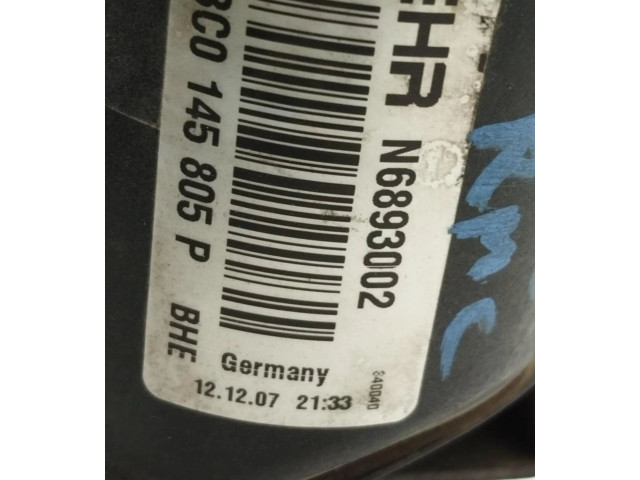 EHR
N6893002
3C0 145 805 P
BHE
Germany
12.12.07 21:33
840040